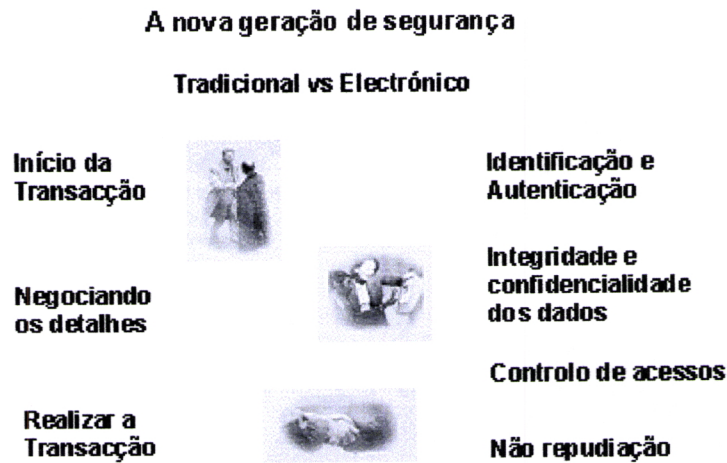 A nova geração de segurança
Tradicional vs Electrónico
Início da
Transacção
Identificação e
Autenticação
Negociando
os detalhes
Integridade e
confidencialidade
dos dados
Controlo de acessos
Realizar a
Transacção
Não repudiação